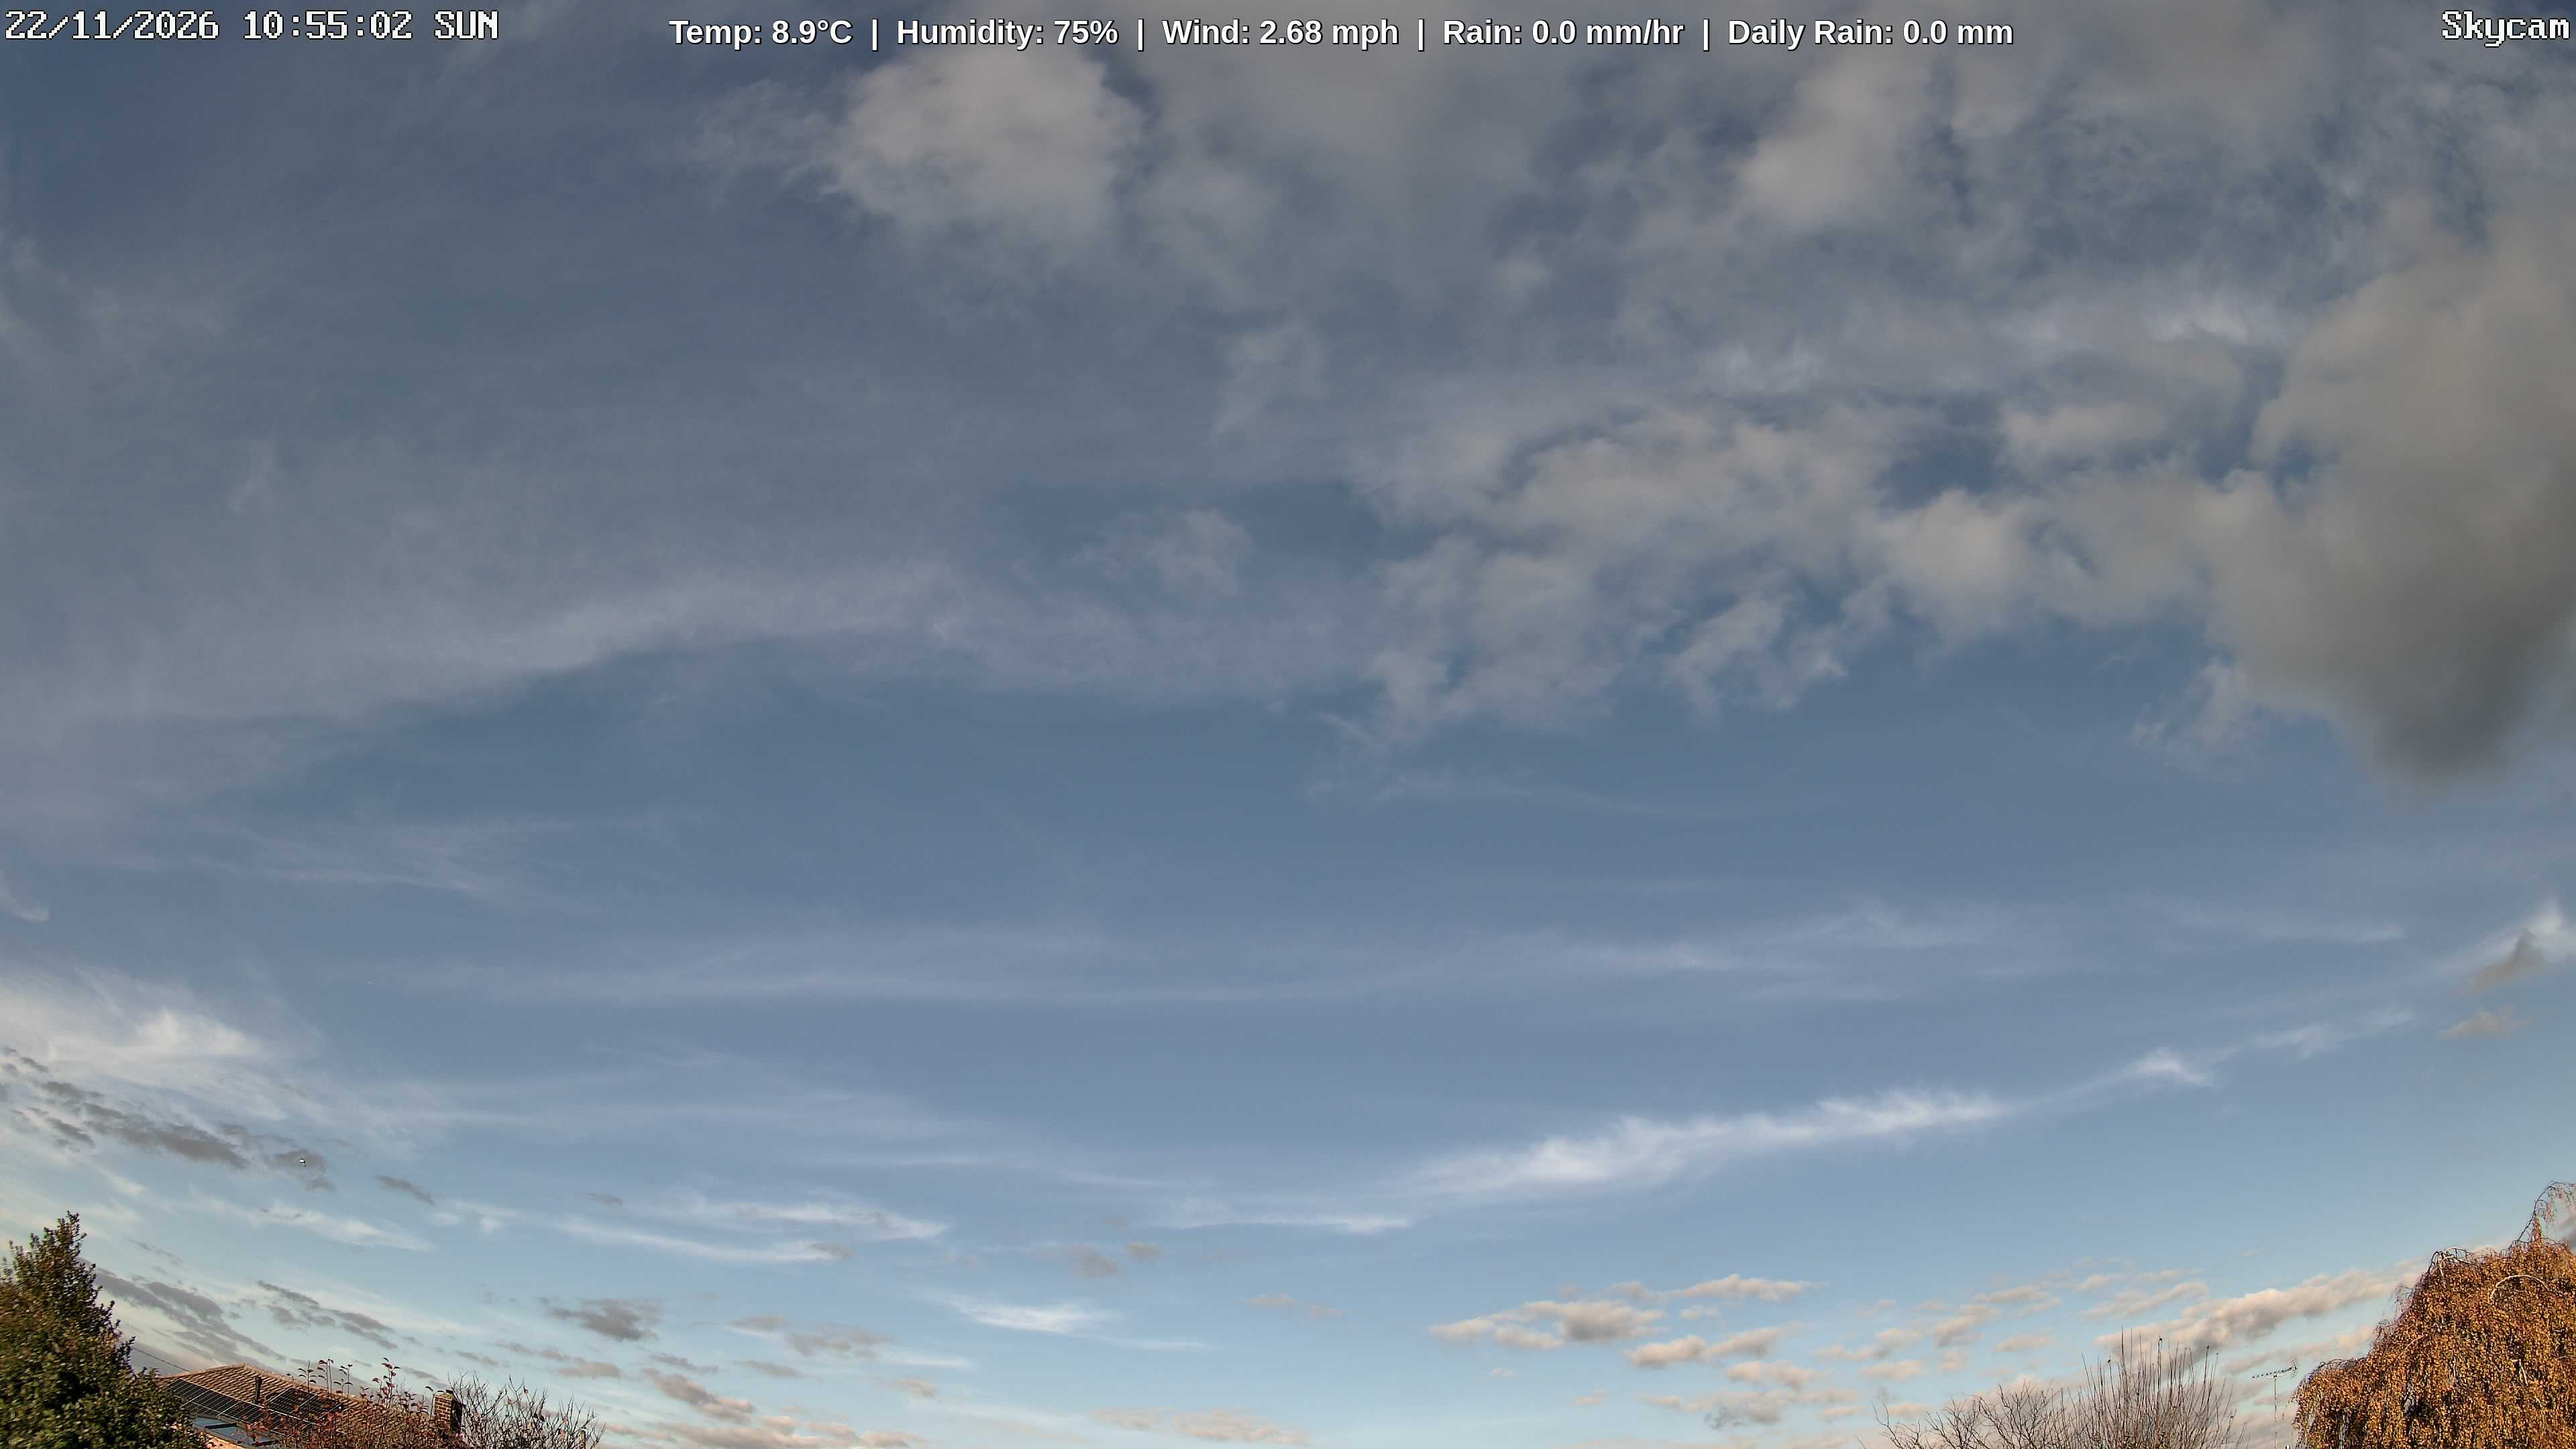 22/11/2026 10:55:02 SUN
Temp: 8.9°C | Humidity: 75% | Wind: 2.68 mph | Rain: 0.0 mm/hr | Daily Rain: 0.0 mm
Skycam